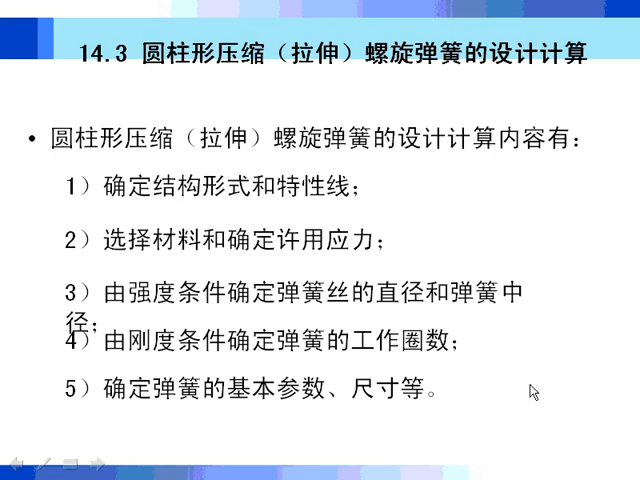 14.3 圆柱形压缩（拉伸）螺旋弹簧的设计计算
• 圆柱形压缩（拉伸）螺旋弹簧的设计计算内容有：
1）确定结构形式和特性线；
2）选择材料和确定许用应力；
3）由强度条件确定弹簧丝的直径和弹簧中
径；
4）由刚度条件确定弹簧的工作圈数；
5）确定弹簧的基本参数、尺寸等。